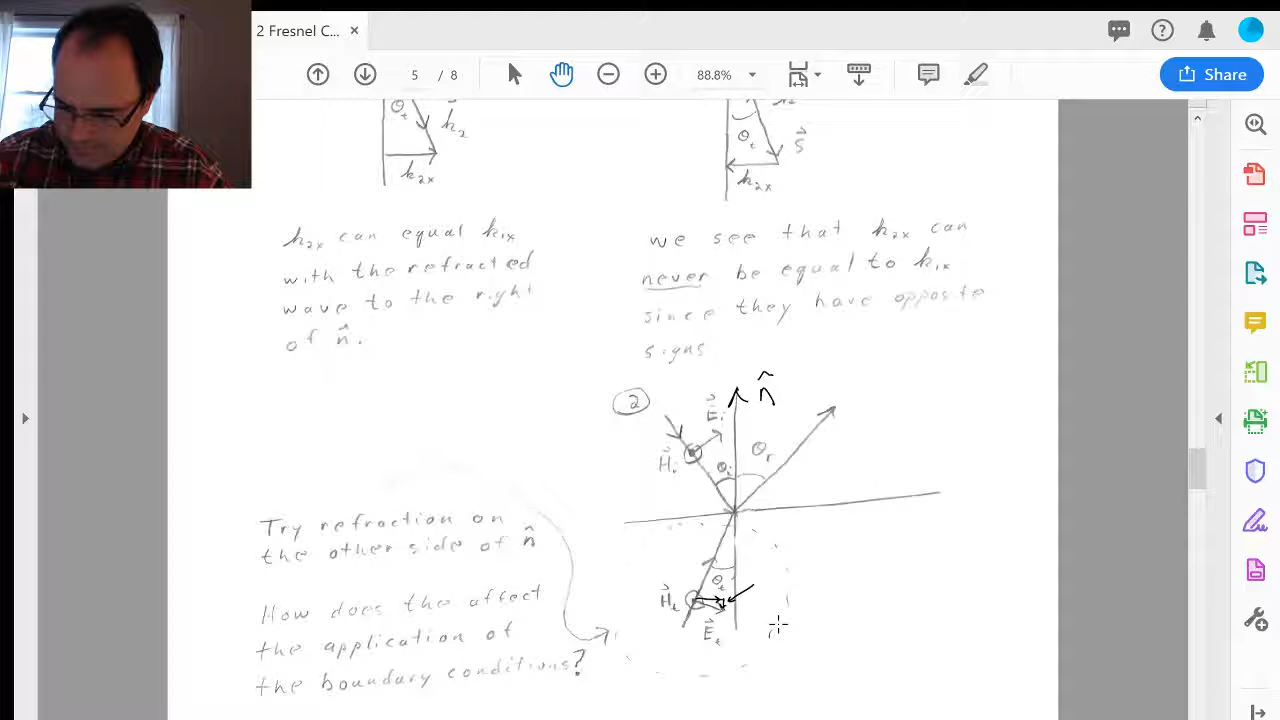 2 Fresnel C...
5 / 8
88.8%
Share
θt
k2
k2x
θt
S
k2x
k2x can equal k1x
with the refracted
wave to the right
of n̂.
we see that k2x can
never be equal to k1x
since they have opposite
signs
2
n̂
Ei
Hi
θi
θr
Try refraction on
the other side of n̂
How does the affect
the application of
the boundary conditions?
Ht
θt
Et